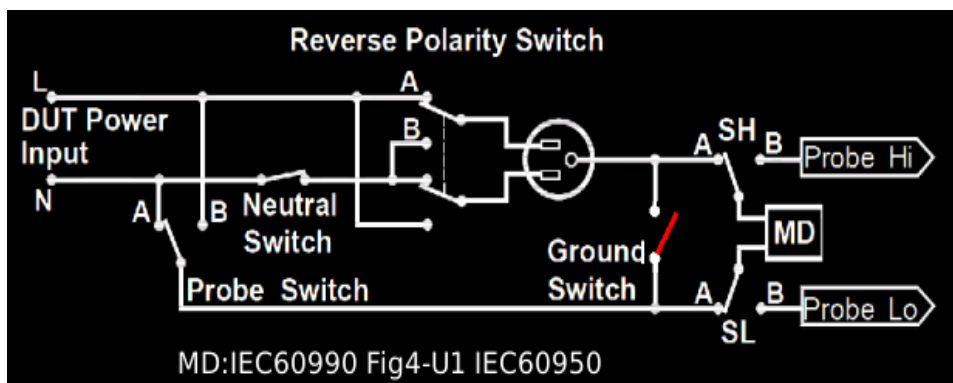 Reverse Polarity Switch
L
A
DUT Power
Input
B
SH
A
B
Probe Hi
N
A
B
Neutral
Switch
MD
Ground
Switch
Probe Switch
A
B
Probe Lo
SL
MD:IEC60990 Fig4-U1 IEC60950